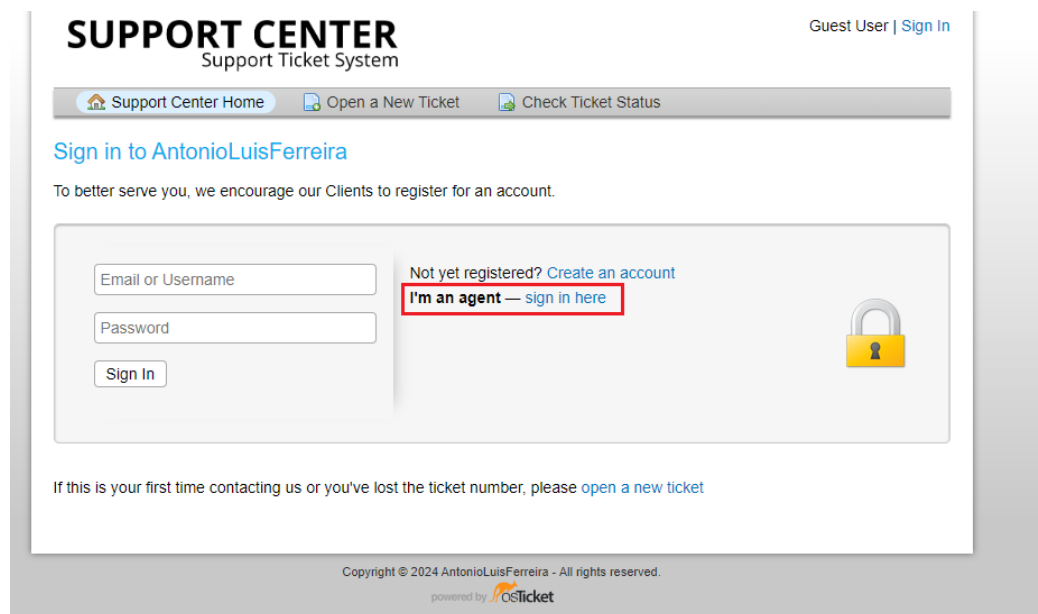 SUPPORT CENTER
Support Ticket System
Guest User | Sign In
Support Center Home
Open a New Ticket
Check Ticket Status
Sign in to AntonioLuisFerreira
To better serve you, we encourage our Clients to register for an account.
Email or Username
Password
Sign In
Not yet registered? Create an account
I'm an agent — sign in here
If this is your first time contacting us or you've lost the ticket number, please open a new ticket
Copyright © 2024 AntonioLuisFerreira - All rights reserved.
powered by osTicket